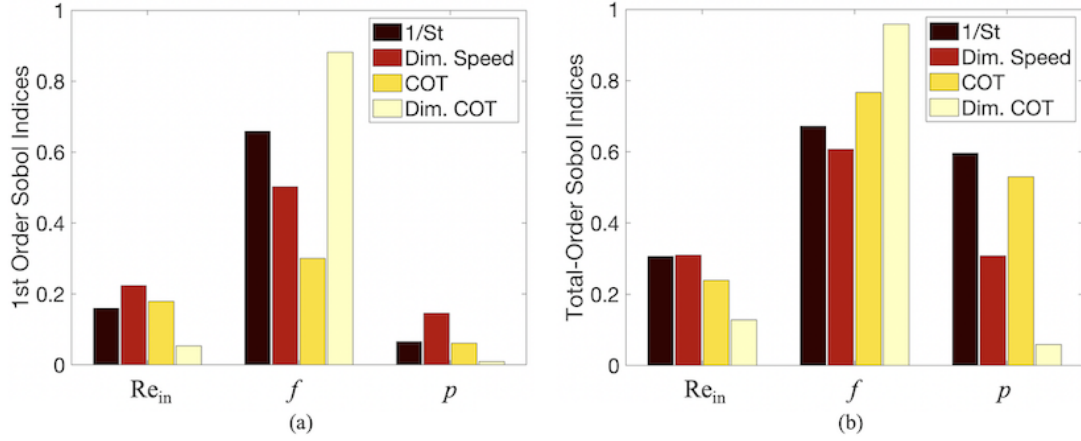 1
0.8
0.6
0.4
0.2
0
1st Order Sobol Indices
1/St
Dim. Speed
COT
Dim. COT
Re_in
f
p
(a)
1
0.8
0.6
0.4
0.2
0
Total-Order Sobol Indices
1/St
Dim. Speed
COT
Dim. COT
Re_in
f
p
(b)